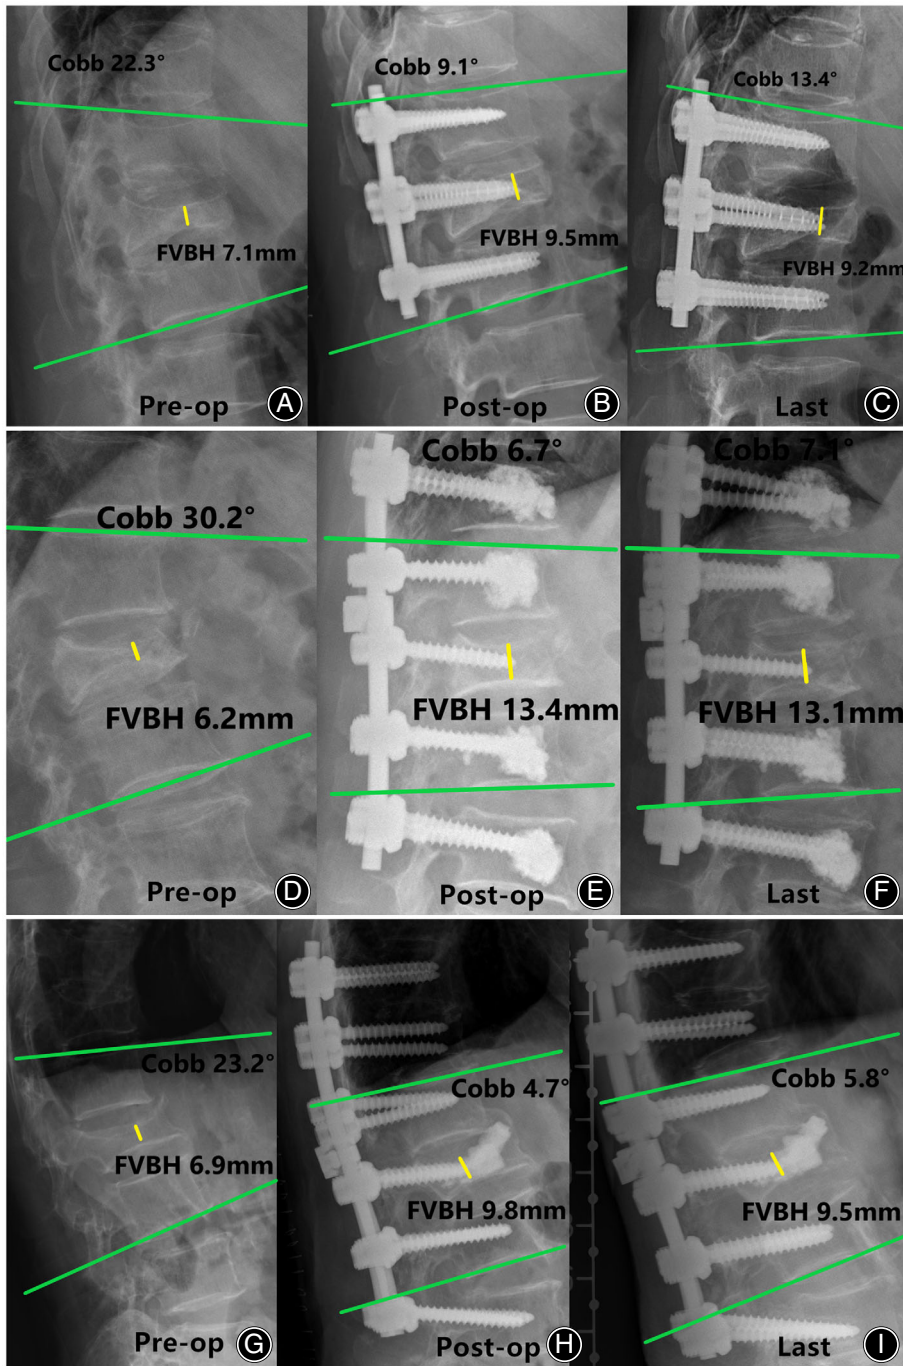 Cobb 22.3°
FVBH 7.1mm
Pre-op
A
Cobb 9.1°
FVBH 9.5mm
Post-op
B
Cobb 13.4°
FVBH 9.2mm
Last
C
Cobb 30.2°
FVBH 6.2mm
Pre-op
D
Cobb 6.7°
FVBH 13.4mm
Post-op
E
Cobb 7.1°
FVBH 13.1mm
Last
F
Cobb 23.2°
FVBH 6.9mm
Pre-op
G
Cobb 4.7°
FVBH 9.8mm
Post-op
H
Cobb 5.8°
FVBH 9.5mm
Last
I